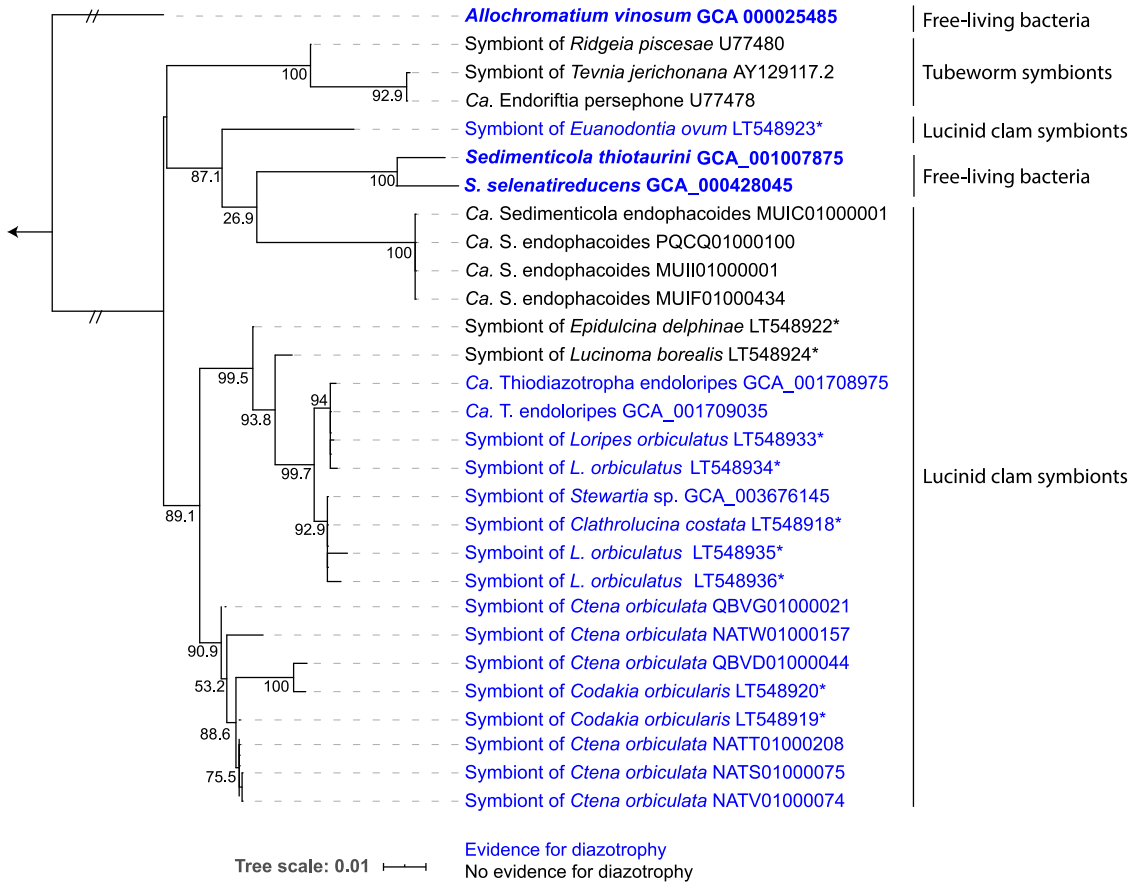 Allochromatium vinosum GCA 000025485
Free-living bacteria
Symbiont of Ridgeia piscesae U77480
100
Symbiont of Tevnia jerichonana AY129117.2
Tubeworm symbionts
92.9
Ca. Endoriftia persephone U77478
Symbiont of Euanodontia ovum LT548923*
Lucinid clam symbionts
Sedimenticola thiotaurini GCA_001007875
87.1
100
Free-living bacteria
S. selenatireducens GCA_000428045
26.9
Ca. Sedimenticola endophacoides MUIC01000001
100
Ca. S. endophacoides PQCQ01000100
Ca. S. endophacoides MUII01000001
Ca. S. endophacoides MUIF01000434
Symbiont of Epidulcina delphinae LT548922*
Symbiont of Lucinoma borealis LT548924*
99.5
Ca. Thiodiazotropha endoloripes GCA_001708975
94
93.8
Ca. T. endoloripes GCA_001709035
Symbiont of Loripes orbiculatus LT548933*
99.7
Symbiont of L. orbiculatus LT548934*
Lucinid clam symbionts
Symbiont of Stewartia sp. GCA_003676145
89.1
92.9
Symbiont of Clathrolucina costata LT548918*
Symboint of L. orbiculatus LT548935*
Symbiont of L. orbiculatus LT548936*
Symbiont of Ctena orbiculata QBVG01000021
Symbiont of Ctena orbiculata NATW01000157
90.9
Symbiont of Ctena orbiculata QBVD01000044
53.2
100
Symbiont of Codakia orbicularis LT548920*
Symbiont of Codakia orbicularis LT548919*
88.6
Symbiont of Ctena orbiculata NATT01000208
75.5
Symbiont of Ctena orbiculata NATS01000075
Symbiont of Ctena orbiculata NATV01000074
Evidence for diazotrophy
Tree scale: 0.01
No evidence for diazotrophy